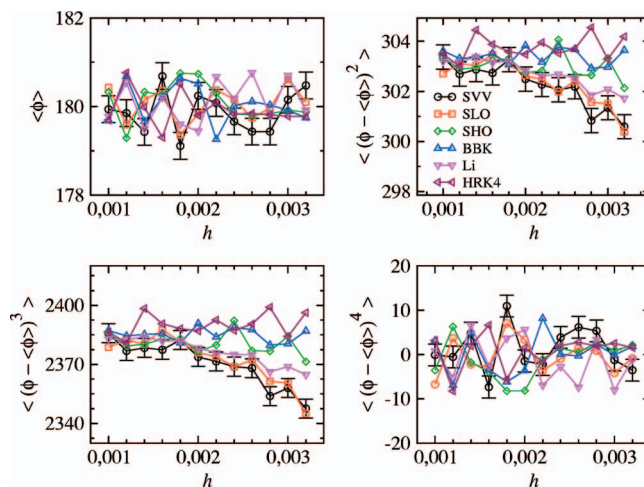 182
180
178
<ϕ>
0,001 0,002 0,003
h
304
302
300
298
< (ϕ - <ϕ>)² >
SVV
SLO
SHO
BBK
Li
HRK4
0,001 0,002 0,003
h
2400
2370
2340
< (ϕ - <ϕ>)³ >
0,001 0,002 0,003
h
20
10
0
-10
-20
< (ϕ - <ϕ>)⁴ >
0,001 0,002 0,003
h